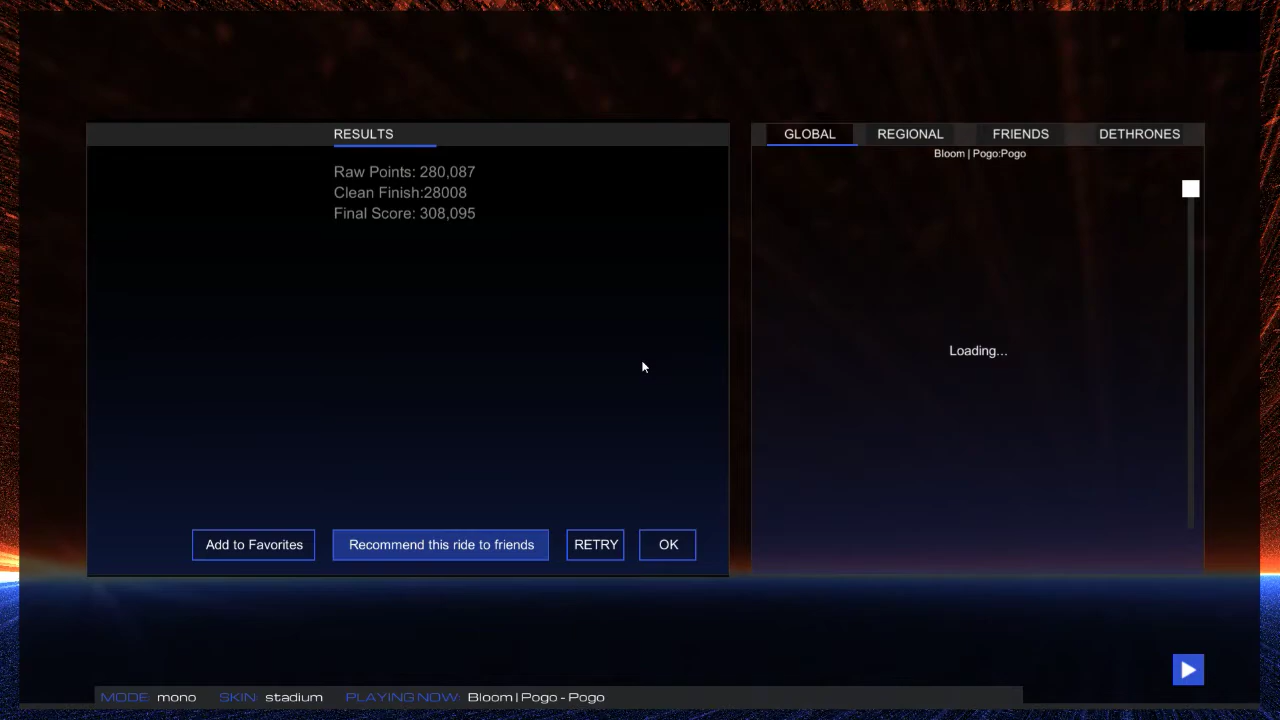 RESULTS
Raw Points: 280,087
Clean Finish:28008
Final Score: 308,095
Add to Favorites
Recommend this ride to friends
RETRY
OK
GLOBAL REGIONAL FRIENDS DETHRONES
Bloom | Pogo:Pogo
Loading...
MODE: mono SKIN: stadium PLAYING NOW: Bloom | Pogo - Pogo